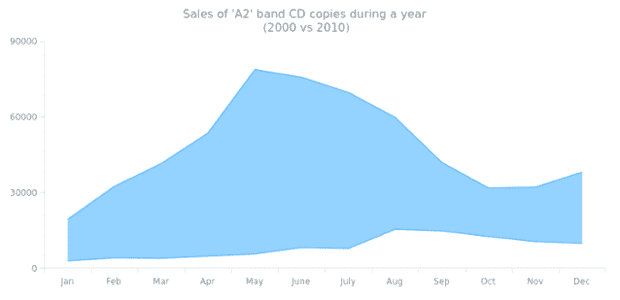 Sales of 'A2' band CD copies during a year
(2000 vs 2010)
90000
60000
30000
0
Jan Feb Mar Apr May June July Aug Sep Oct Nov Dec